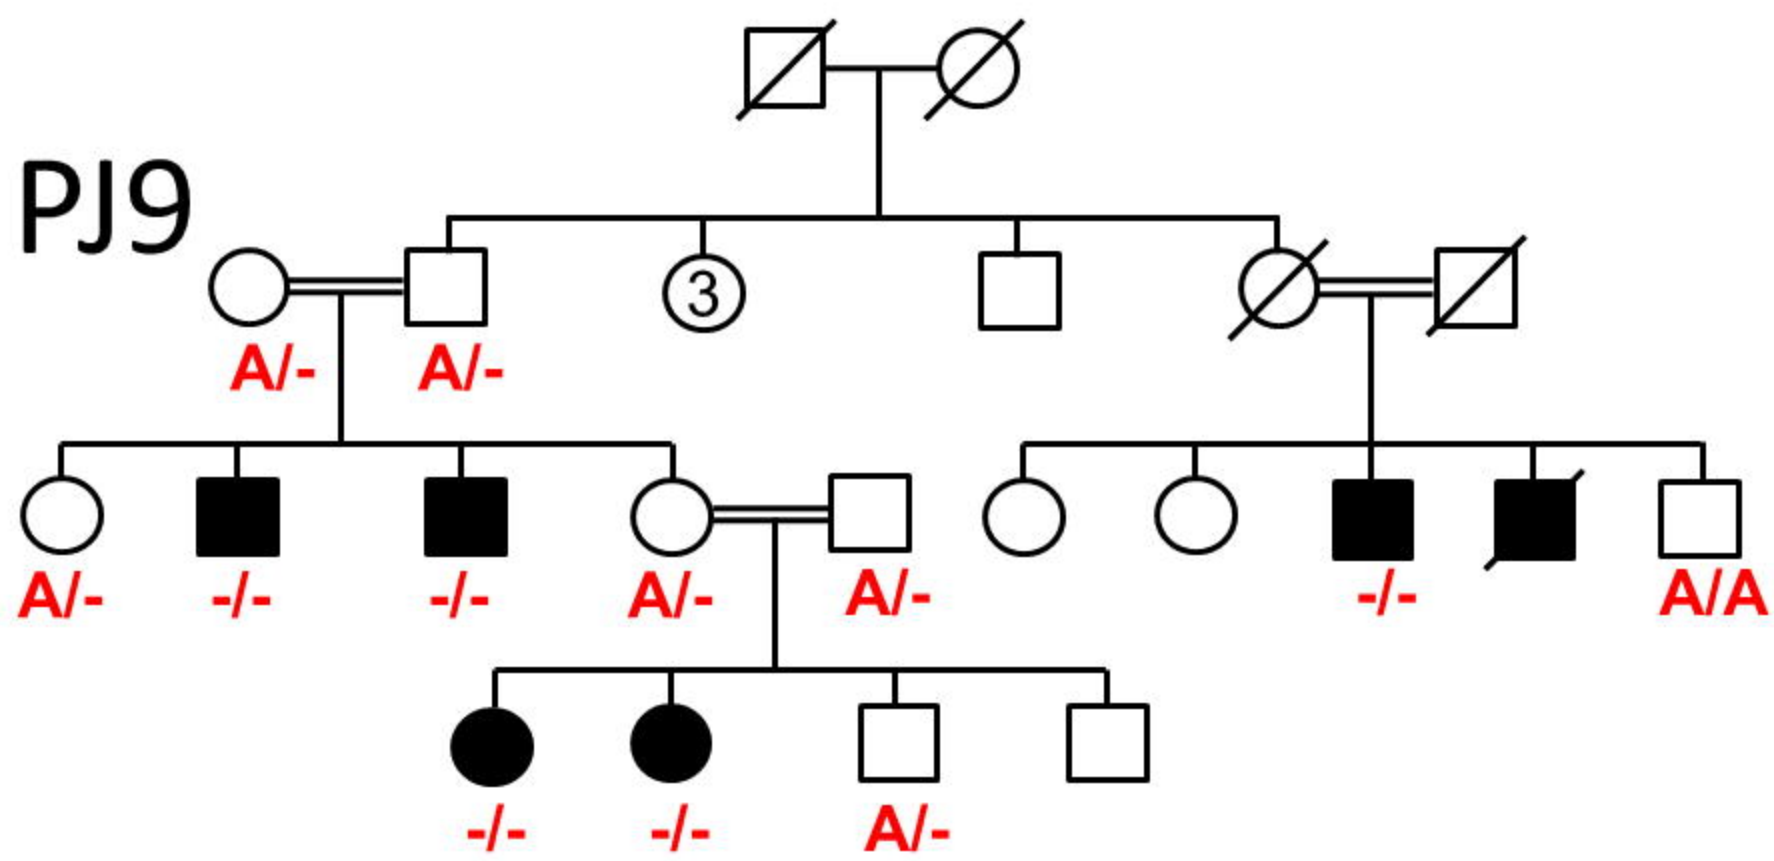 PJ9
3
A/- A/-
A/- -/- -/- A/- A/- -/- A/A
-/- -/- A/-